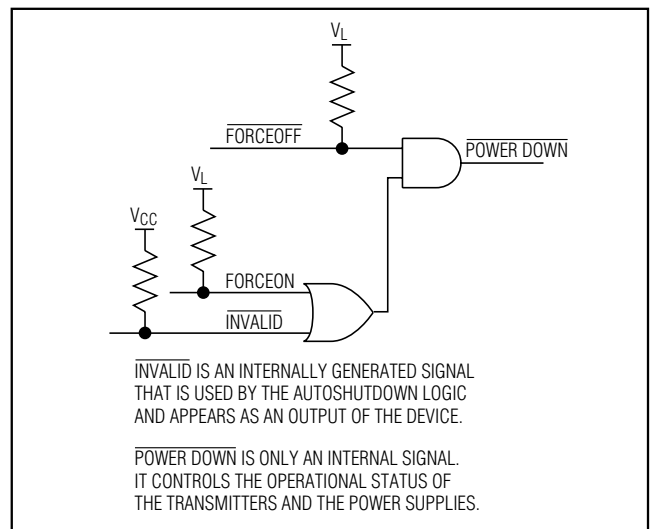 VL
FORCEOFF
POWER DOWN
VL
VCC
FORCEON
INVALID
INVALID IS AN INTERNALLY GENERATED SIGNAL
THAT IS USED BY THE AUTOSHUTDOWN LOGIC
AND APPEARS AS AN OUTPUT OF THE DEVICE.
POWER DOWN IS ONLY AN INTERNAL SIGNAL.
IT CONTROLS THE OPERATIONAL STATUS OF
THE TRANSMITTERS AND THE POWER SUPPLIES.